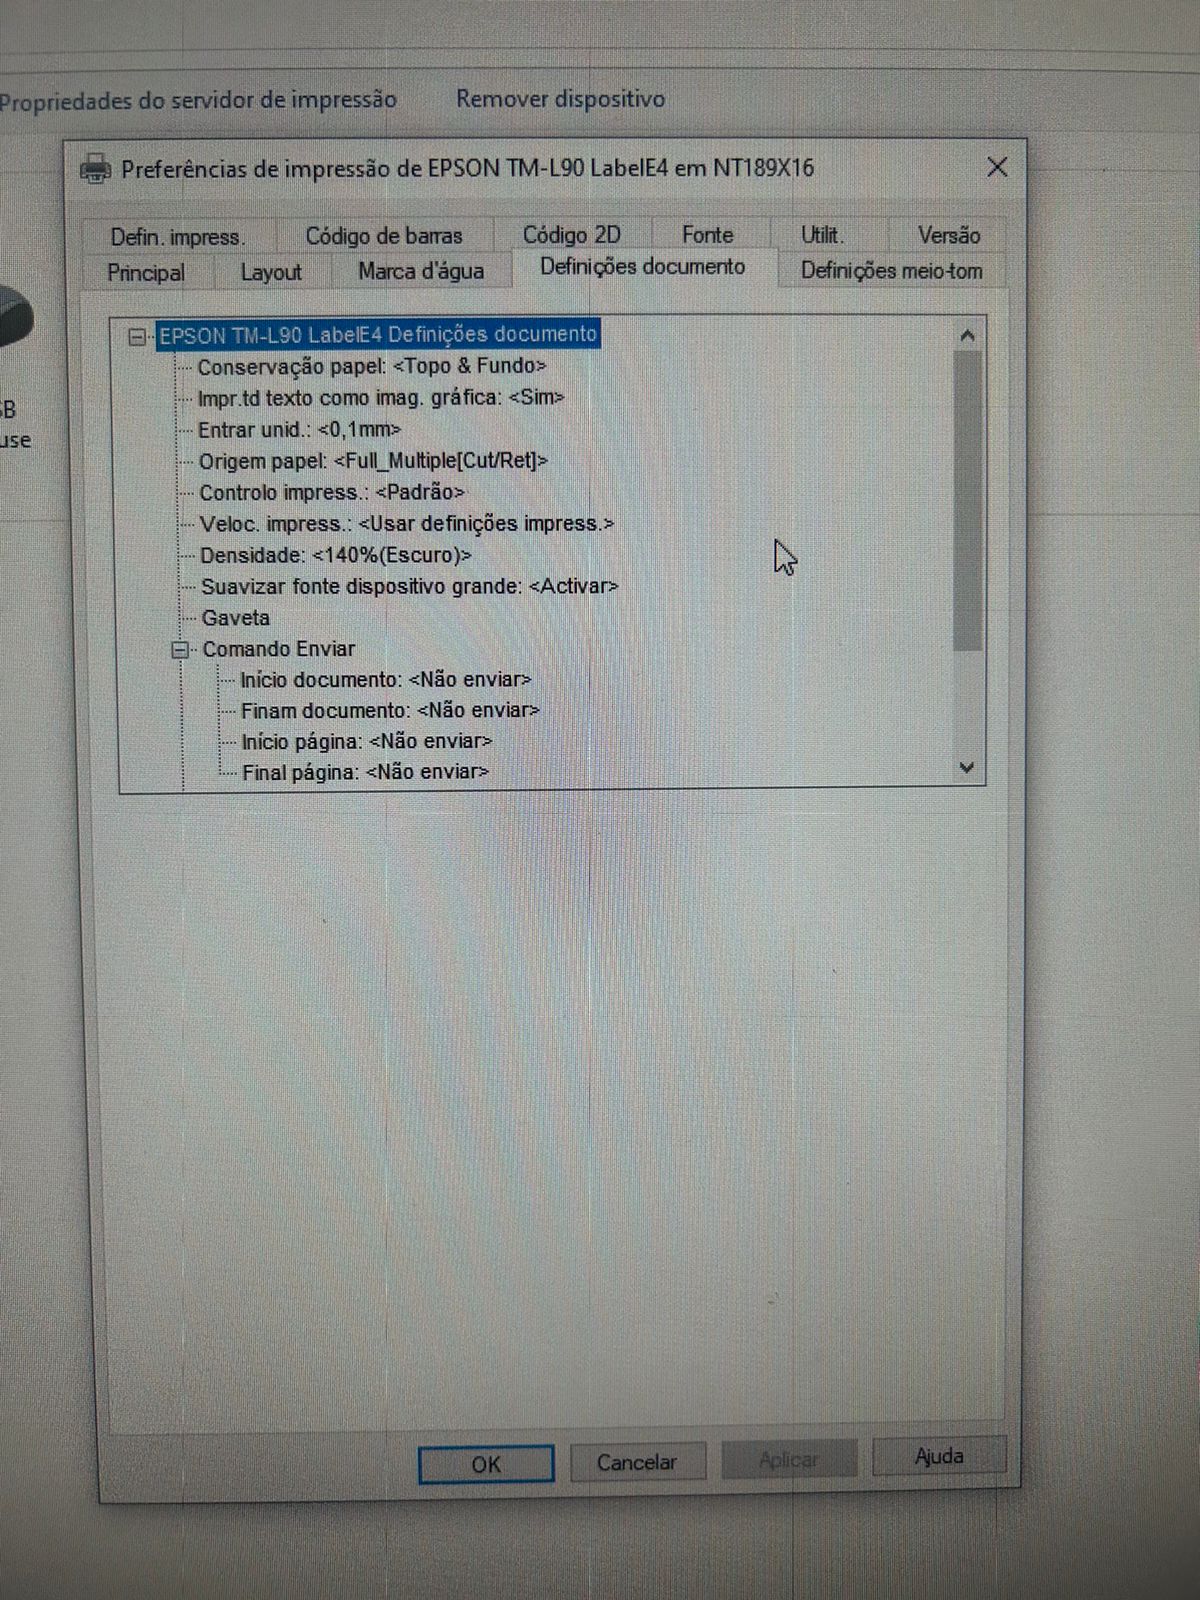 Propriedades do servidor de impressão Remover dispositivo
Preferências de impressão de EPSON TM-L90 LabelE4 em NT189X16
Defin. impress. Código de barras Código 2D Fonte Utilit. Versão
Principal Layout Marca d'água Definições documento Definições meio-tom
EPSON TM-L90 LabelE4 Definições documento
Conservação papel: <Topo & Fundo>
Impr.td texto como imag. gráfica: <Sim>
Entrar unid.: <0,1mm>
Origem papel: <Full_Multiple[Cut/Ret]>
Controlo impress.: <Padrão>
Veloc. impress.: <Usar definições impress.>
Densidade: <140%(Escuro)>
Suavizar fonte dispositivo grande: <Activar>
Gaveta
Comando Enviar
Início documento: <Não enviar>
Finam documento: <Não enviar>
Início página: <Não enviar>
Final página: <Não enviar>
OK Cancelar Aplicar Ajuda